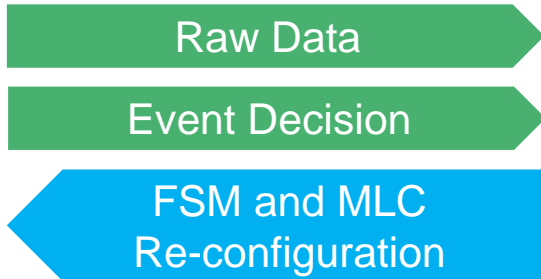 Raw Data
Event Decision
FSM and MLC
Re-configuration